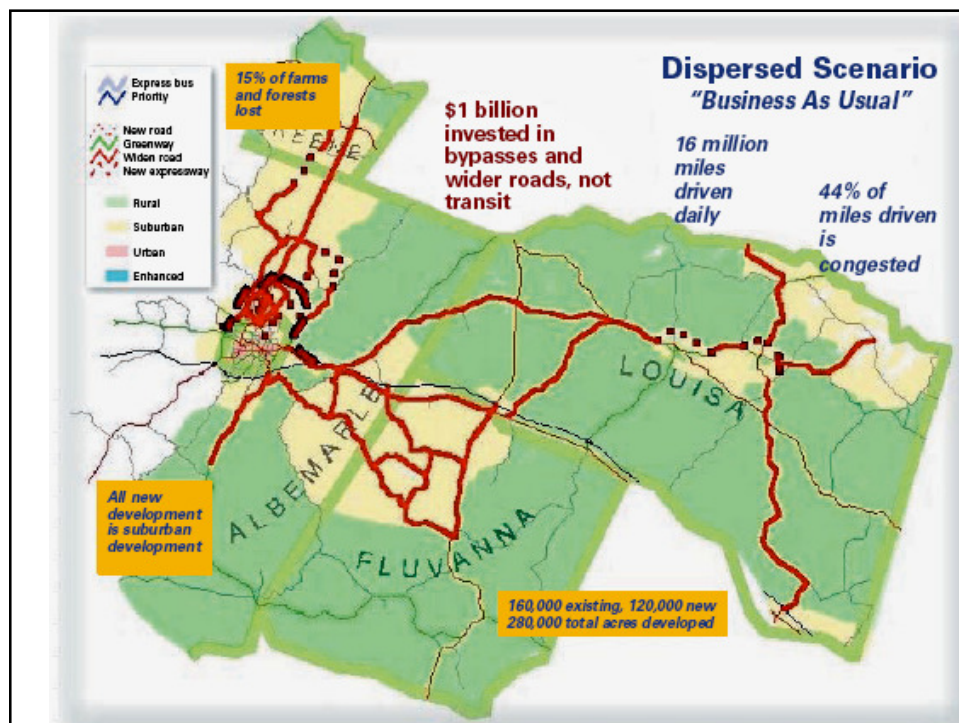 Dispersed Scenario
"Business As Usual"
Express bus
Priority
New road
Greenway
Widen road
New expressway
Rural
Suburban
Urban
Enhanced
15% of farms
and forests
lost
$1 billion
invested in
bypasses and
wider roads, not
transit
16 million
miles
driven
daily
44% of
miles driven
is
congested
LOUISA
ALBEMARLE
FLUVANNA
All new
development
is suburban
development
160,000 existing, 120,000 new
280,000 total acres developed